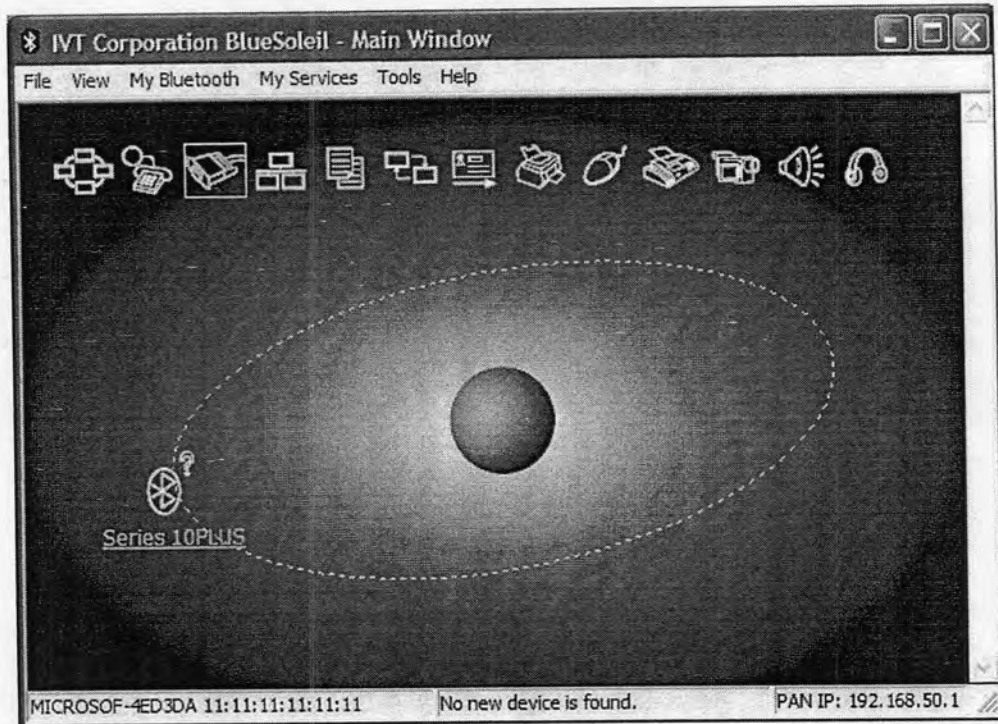 IVT Corporation BlueSoleil - Main Window
File View My Bluetooth My Services Tools Help
Series 10PLUS
MICROSOF-4ED3DA 11:11:11:11:11:11 No new device is found. PAN IP: 192.168.50.1